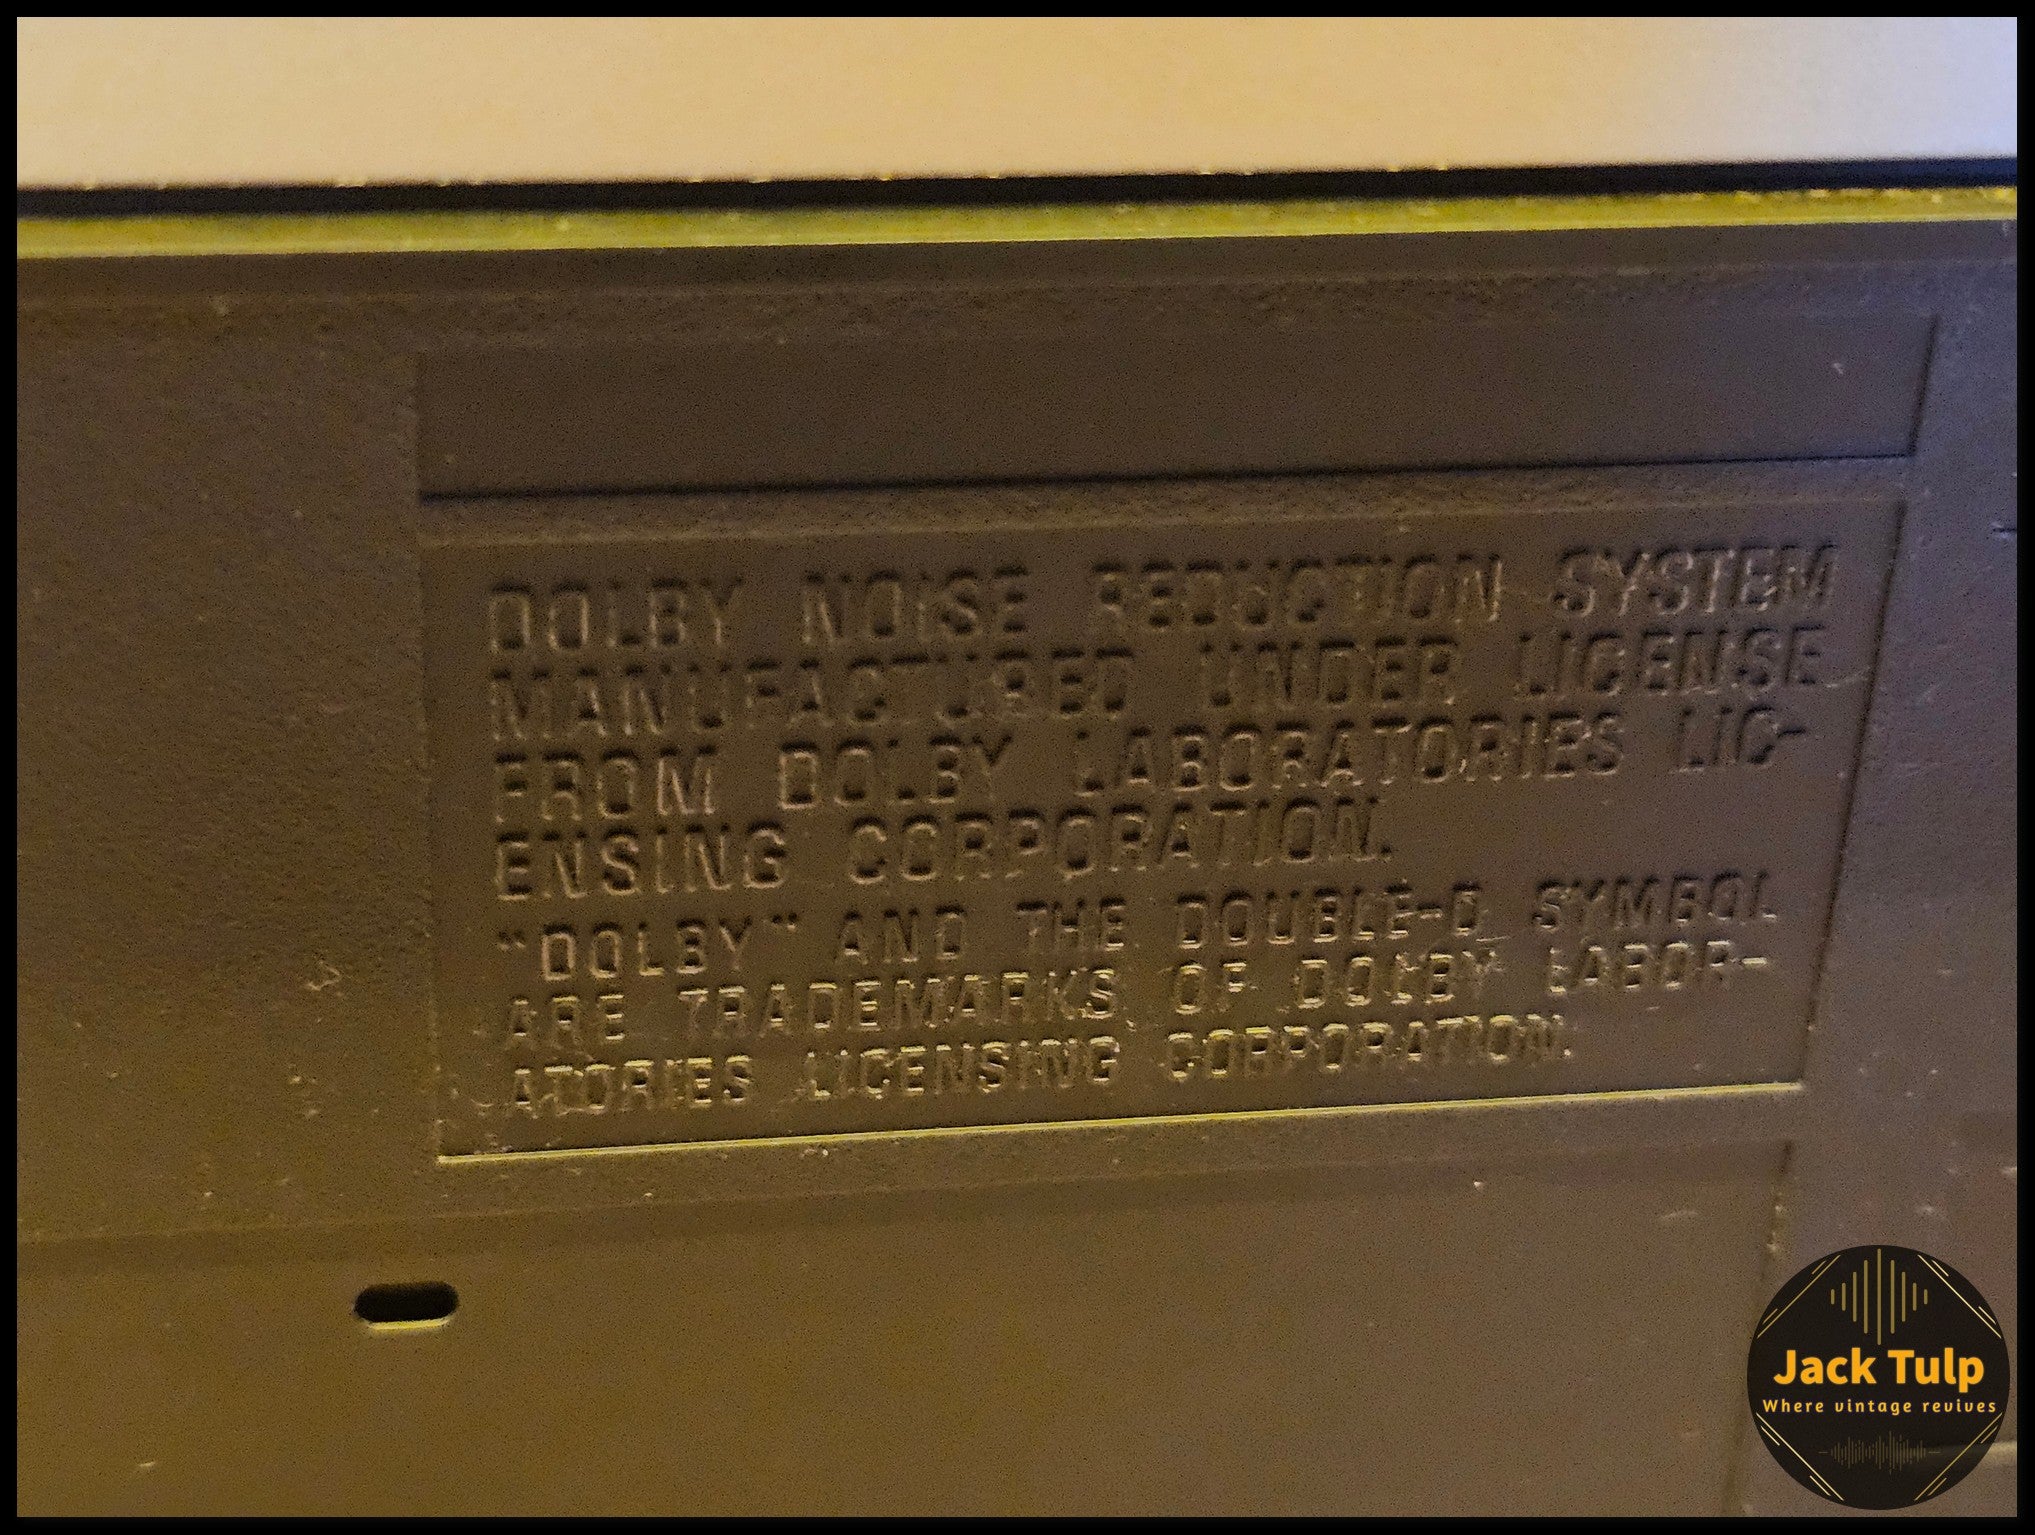 DOLBY NOISE REDUCTION SYSTEM
MANUFACTURED UNDER LICENSE
FROM DOLBY LABORATORIES LIC-
ENSING CORPORATION.
"DOLBY" AND THE DOUBLE-D SYMBOL
ARE TRADEMARKS OF DOLBY LABOR-
ATORIES LICENSING CORPORATION.
Jack Tulp
Where vintage revives